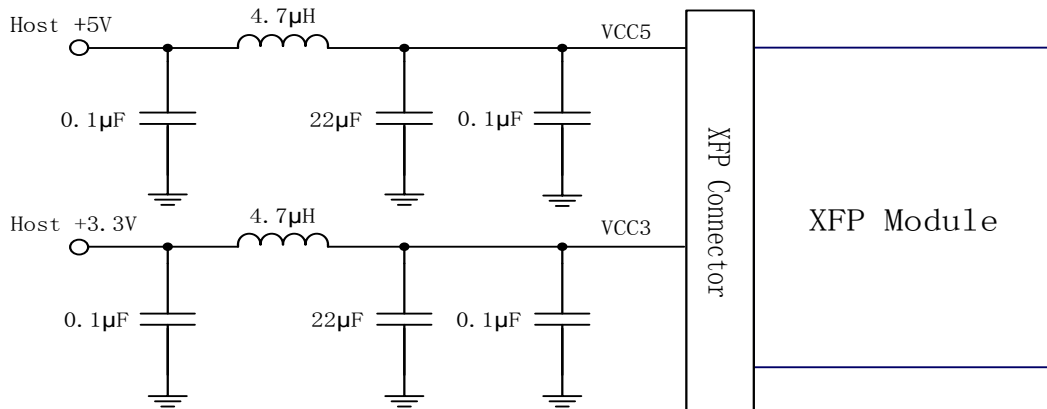 Host +5V
4.7μH
VCC5
0.1μF
22μF
0.1μF
Host +3.3V
4.7μH
VCC3
0.1μF
22μF
0.1μF
XFP Connector
XFP Module